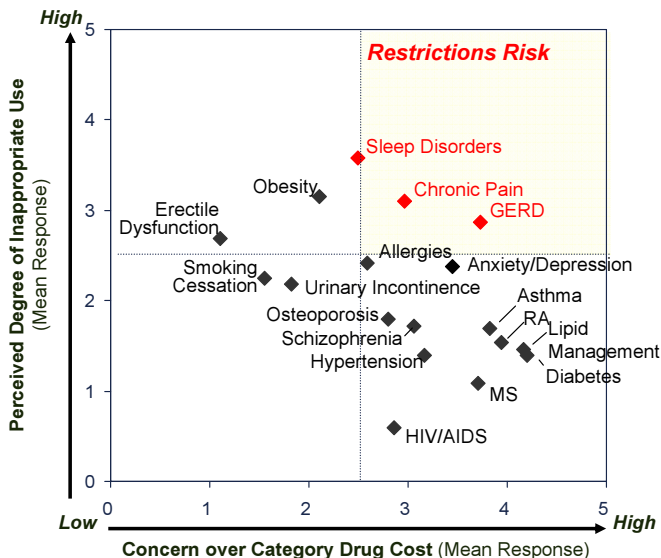 High
5
Restrictions Risk
4
Sleep Disorders
Obesity
Chronic Pain
3
GERD
Erectile
Dysfunction
Allergies
Anxiety/Depression
Smoking
Cessation
Urinary Incontinence
2
Asthma
Osteoporosis
RA
Schizophrenia
Lipid
Management
Hypertension
Diabetes
1
MS
HIV/AIDS
0
0 1 2 3 4 5
Low
High
Perceived Degree of Inappropriate Use
(Mean Response)
Concern over Category Drug Cost (Mean Response)